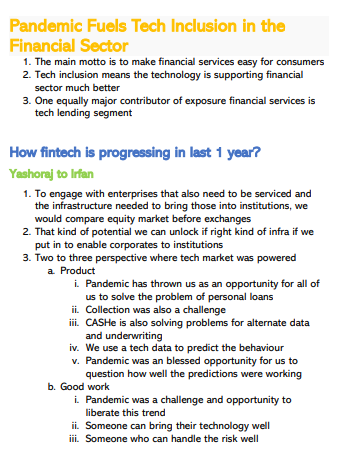 Pandemic Fuels Tech Inclusion in the
Financial Sector
1. The main motto is to make financial services easy for consumers
2. Tech inclusion means the technology is supporting financial
sector much better
3. One equally major contributor of exposure financial services is
tech lending segment
How fintech is progressing in last 1 year?
Yashoraj to Irfan
1. To engage with enterprises that also need to be serviced and
the infrastructure needed to bring those into institutions, we
would compare equity market before exchanges
2. That kind of potential we can unlock if right kind of infra if we
put in to enable corporates to institutions
3. Two to three perspective where tech market was powered
a. Product
i. Pandemic has thrown us as an opportunity for all of
us to solve the problem of personal loans
ii. Collection was also a challenge
iii. CASHe is also solving problems for alternate data
and underwriting
iv. We use a tech data to predict the behaviour
v. Pandemic was an blessed opportunity for us to
question how well the predictions were working
b. Good work
i. Pandemic was a challenge and opportunity to
liberate this trend
ii. Someone can bring their technology well
iii. Someone who can handle the risk well